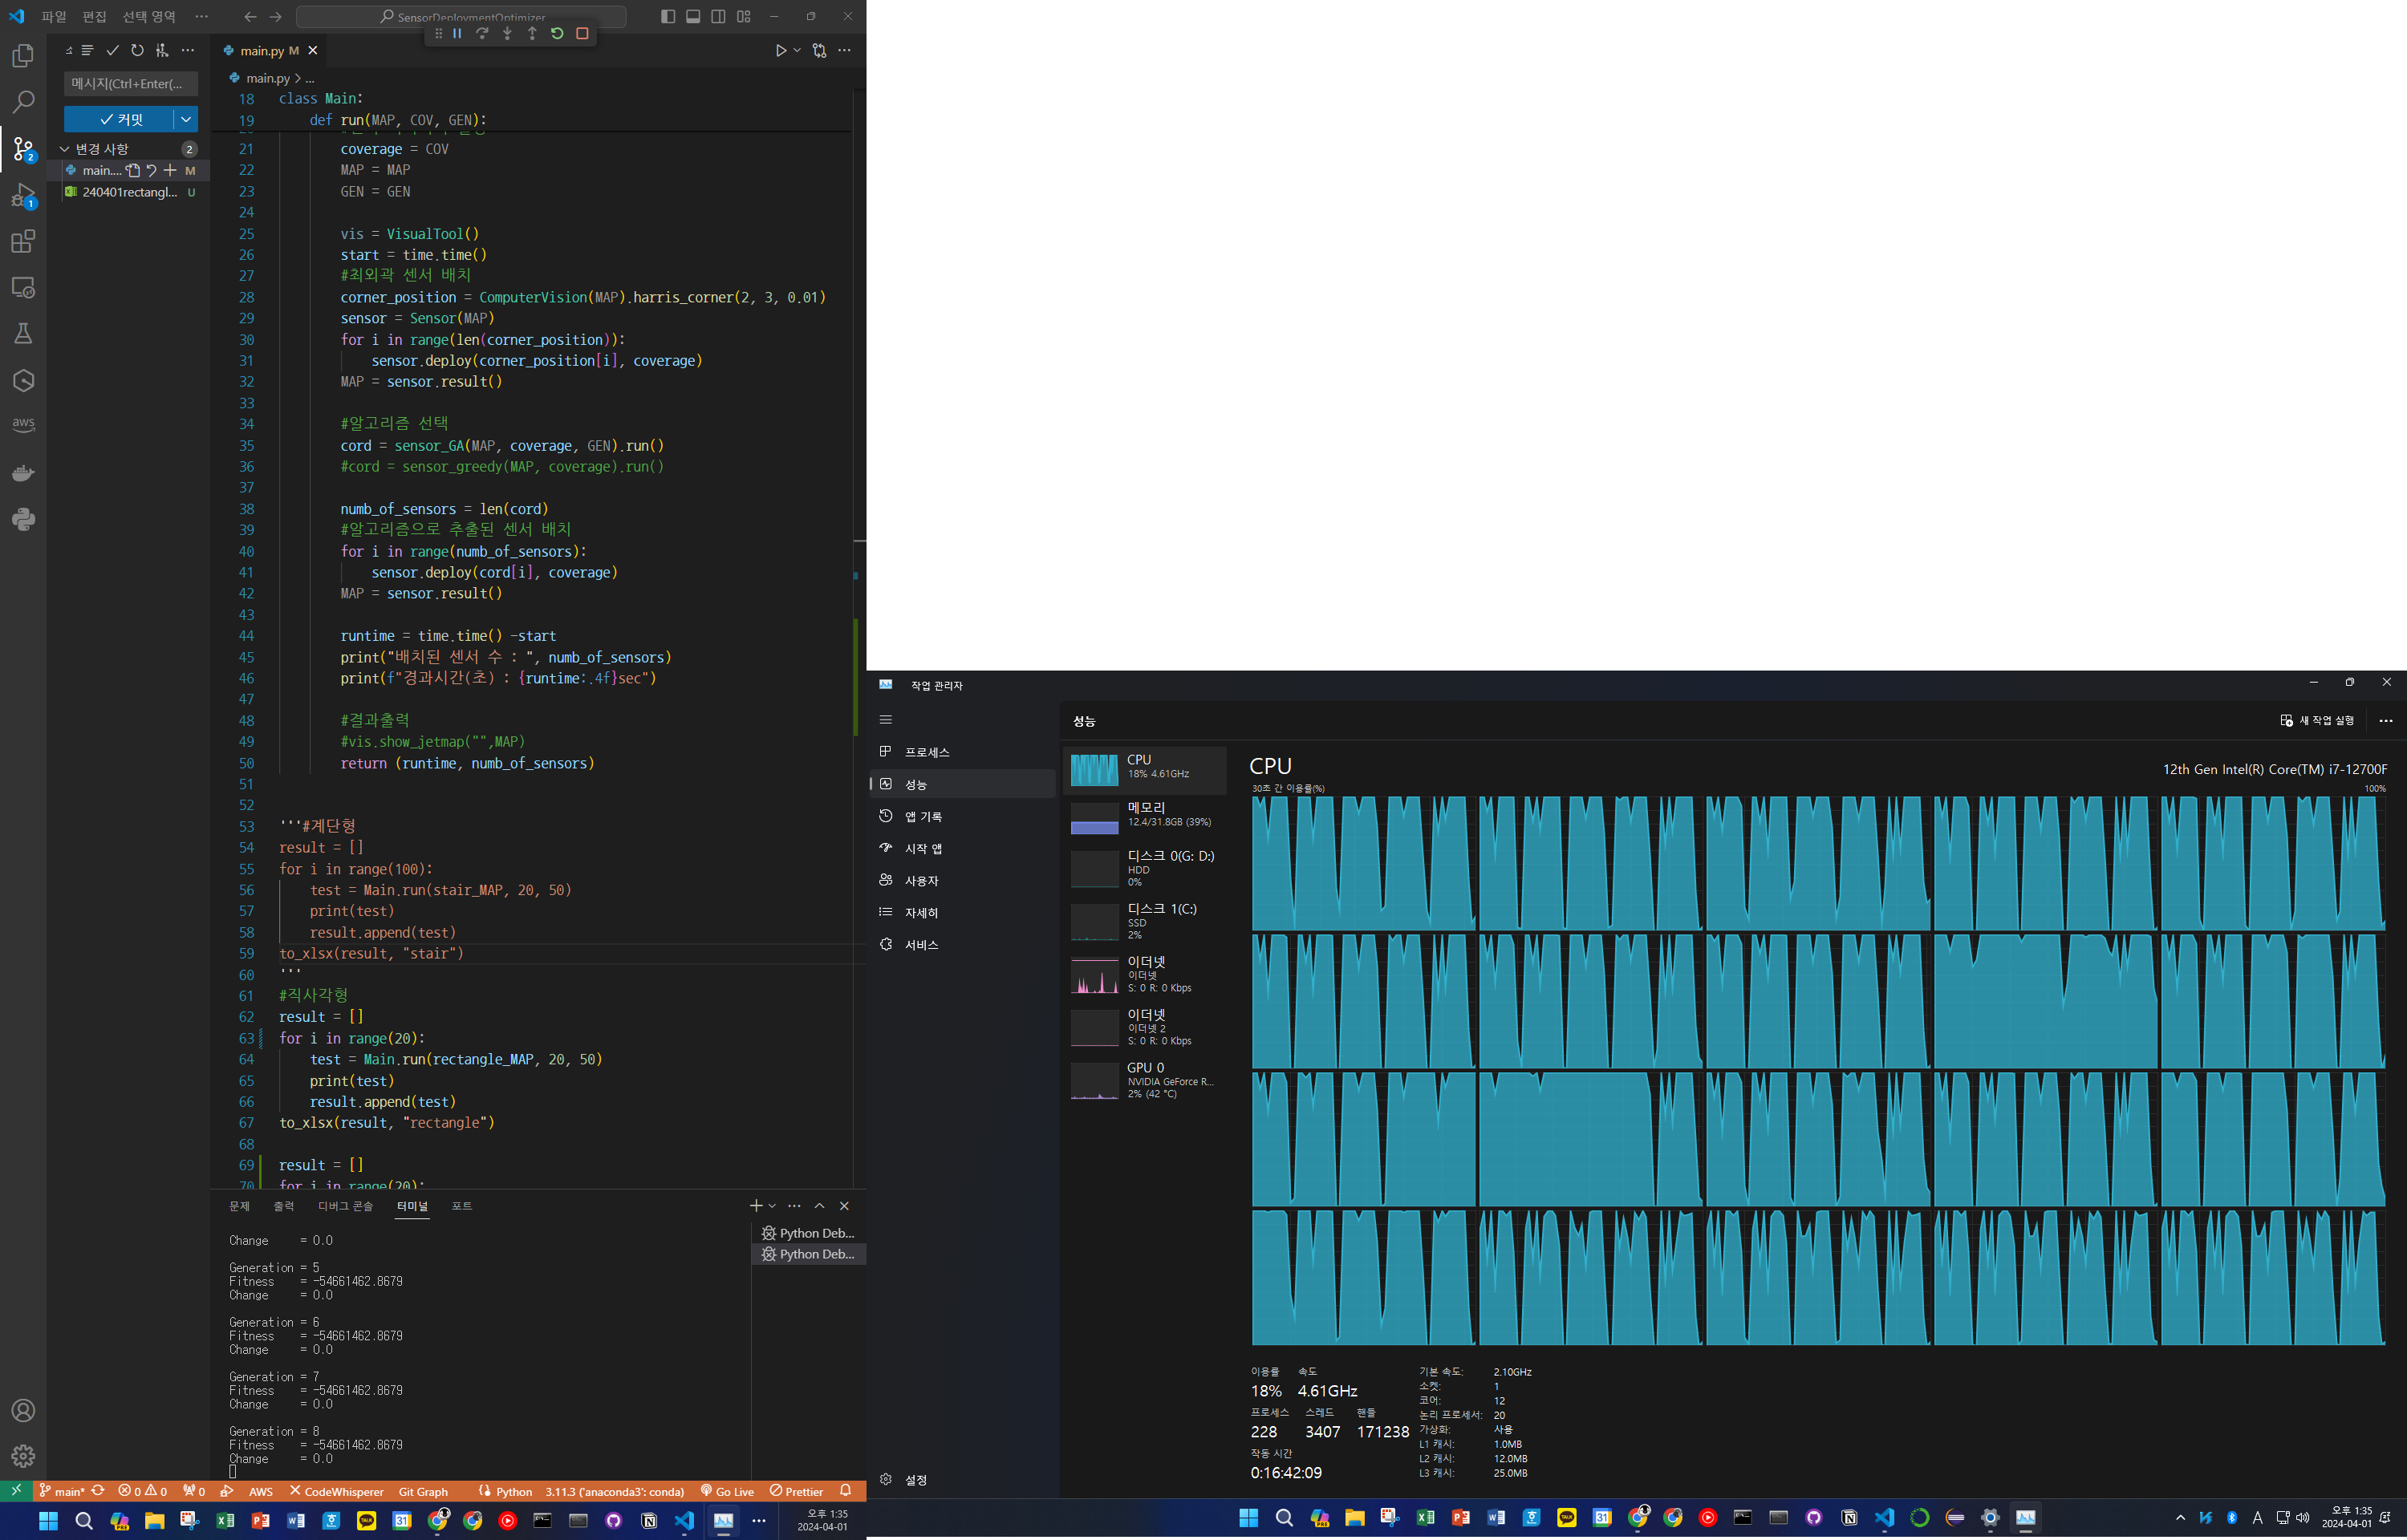 파일 편집 선택 영역 ···
SensorDeploymentOptimizer
메시지(Ctrl+Enter(...
커밋
변경 사항 2
main.... M
240401rectangl... U
2
1
aws
main.py M
main.py > ...
18 class Main:
19 def run(MAP, COV, GEN):
21 coverage = COV
22 MAP = MAP
23 GEN = GEN
24
25 vis = VisualTool()
26 start = time.time()
27 #최외곽 센서 배치
28 corner_position = ComputerVision(MAP).harris_corner(2, 3, 0.01)
29 sensor = Sensor(MAP)
30 for i in range(len(corner_position)):
31 sensor.deploy(corner_position[i], coverage)
32 MAP = sensor.result()
33
34 #알고리즘 선택
35 cord = sensor_GA(MAP, coverage, GEN).run()
36 #cord = sensor_greedy(MAP, coverage).run()
37
38 numb_of_sensors = len(cord)
39 #알고리즘으로 추출된 센서 배치
40 for i in range(numb_of_sensors):
41 sensor.deploy(cord[i], coverage)
42 MAP = sensor.result()
43
44 runtime = time.time() -start
45 print("배치된 센서 수 : ", numb_of_sensors)
46 print(f"경과시간(초) : {runtime:.4f}sec")
47
48 #결과출력
49 #vis.show_jetmap("",MAP)
50 return (runtime, numb_of_sensors)
51
52
53 '''#계단형
54 result = []
55 for i in range(100):
56 test = Main.run(stair_MAP, 20, 50)
57 print(test)
58 result.append(test)
59 to_xlsx(result, "stair")
60 '''
61 #직사각형
62 result = []
63 for i in range(20):
64 test = Main.run(rectangle_MAP, 20, 50)
65 print(test)
66 result.append(test)
67 to_xlsx(result, "rectangle")
68
69 result = []
70 for i in range(20):
문제 출력 디버그 콘솔 터미널 포트
Python Deb...
Python Deb...
Change = 0.0
Generation = 5
Fitness = -54661462.8679
Change = 0.0
Generation = 6
Fitness = -54661462.8679
Change = 0.0
Generation = 7
Fitness = -54661462.8679
Change = 0.0
Generation = 8
Fitness = -54661462.8679
Change = 0.0
main* 0 0 0 AWS CodeWhisperer Git Graph Python 3.11.3 ('anaconda3': conda) Go Live Prettier
오후 1:35
2024-04-01
작업 관리자
프로세스
성능
앱 기록
시작 앱
사용자
자세히
서비스
설정
성능
새 작업 실행
CPU
18% 4.61GHz
메모리
12.4/31.8GB (39%)
디스크 0(G: D:)
HDD
0%
디스크 1(C:)
SSD
2%
이더넷
이더넷
S: 0 R: 0 Kbps
이더넷
이더넷 2
S: 0 R: 0 Kbps
GPU 0
NVIDIA GeForce R...
2% (42 °C)
CPU
12th Gen Intel(R) Core(TM) i7-12700F
30초 간 이용률(%)
100%
이용률 속도
18% 4.61GHz
프로세스 스레드 핸들
228 3407 171238
작동 시간
0:16:42:09
기본 속도: 2.10GHz
소켓: 1
코어: 12
논리 프로세서: 20
가상화: 사용
L1 캐시: 1.0MB
L2 캐시: 12.0MB
L3 캐시: 25.0MB
A
오후 1:35
2024-04-01